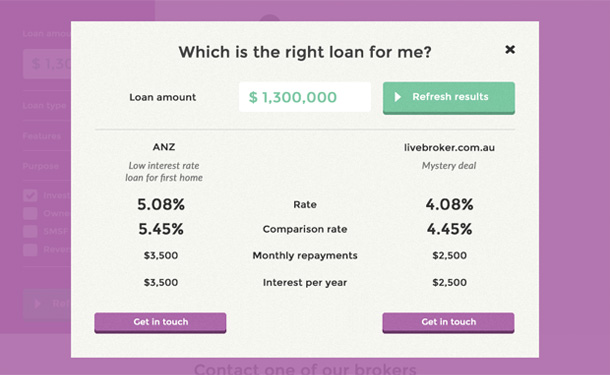 Which is the right loan for me?
Loan amount
$ 1,300,000
Refresh results
ANZ
livebroker.com.au
Low interest rate
loan for first home
Mystery deal
5.08%
Rate
4.08%
5.45%
Comparison rate
4.45%
$3,500
Monthly repayments
$2,500
$3,500
Interest per year
$2,500
Get in touch
Get in touch
Loan amou
$ 1,30
Loan type
Features
Purpose
Invest
Owne
SMSF
Contact one of our brokers